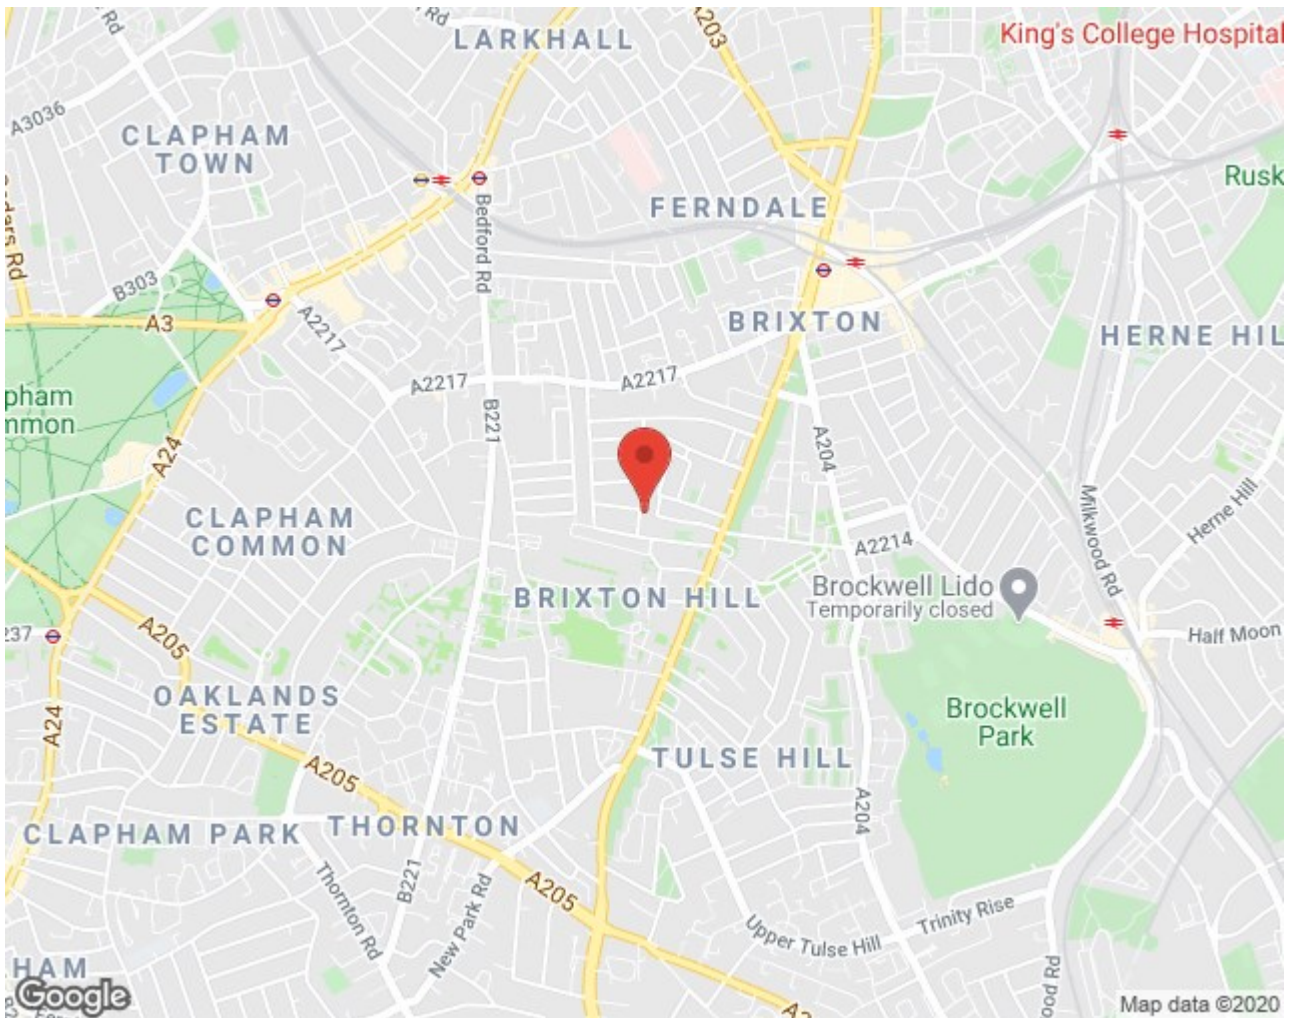 LARKHALL
A203
King's College Hospital
A3036
CLAPHAM
TOWN
Rusk
Bedford Rd
FERNDALE
B303
A3
A2217
BRIXTON
HERNE HIL
A2217
A2217
pham
mmon
B221
A24
A204
Milkwood Rd
Herne Hill
CLAPHAM
COMMON
A2214
BRIXTON HILL
Brockwell Lido
Temporarily closed
A205
237
Half Moon
OAKLANDS
ESTATE
A24
Brockwell
Park
TULSE HILL
A205
A204
CLAPHAM PARK
THORNTON
Thornton Rd
B221
New Park Rd
A205
Upper Tulse Hill
Trinity Rise
HAM
ood Rd
Google
Map data ©2020